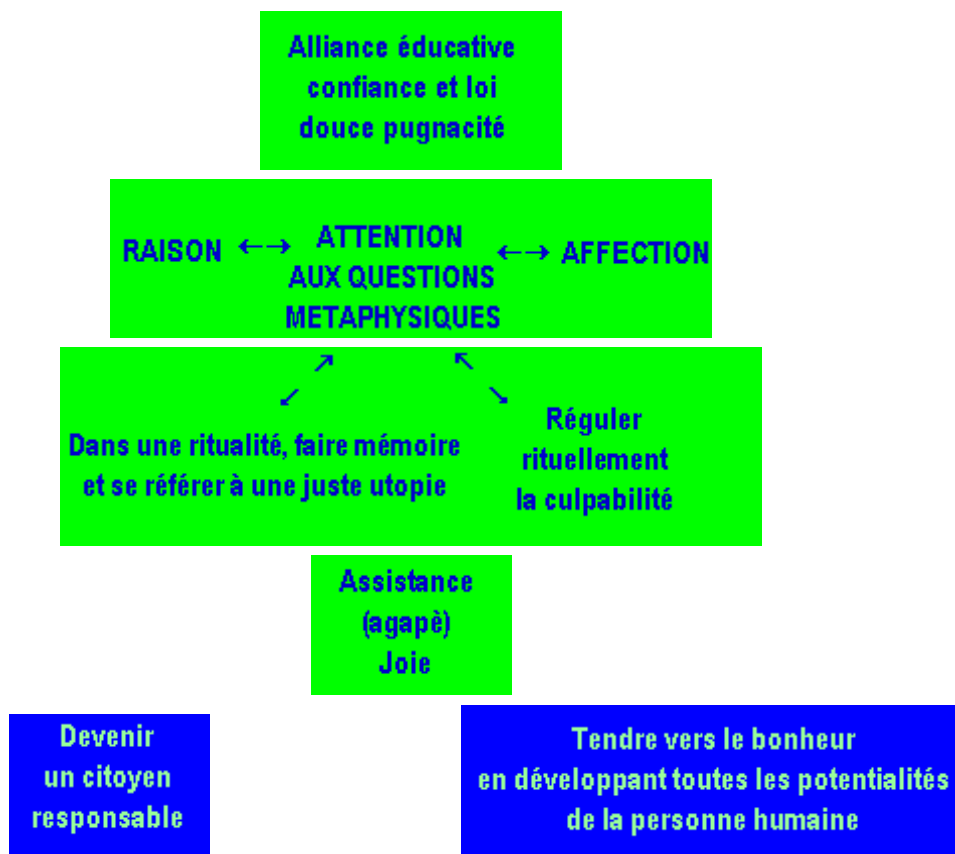 Alliance éducative
confiance et loi
douce pugnacité
RAISON ←→ ATTENTION ←→ AFFECTION
AUX QUESTIONS
METAPHYSIQUES
Dans une ritualité, faire mémoire
et se référer à une juste utopie
Réguler
rituellement
la culpabilité
Assistance
(agapè)
Joie
Devenir
un citoyen
responsable
Tendre vers le bonheur
en développant toutes les potentialités
de la personne humaine